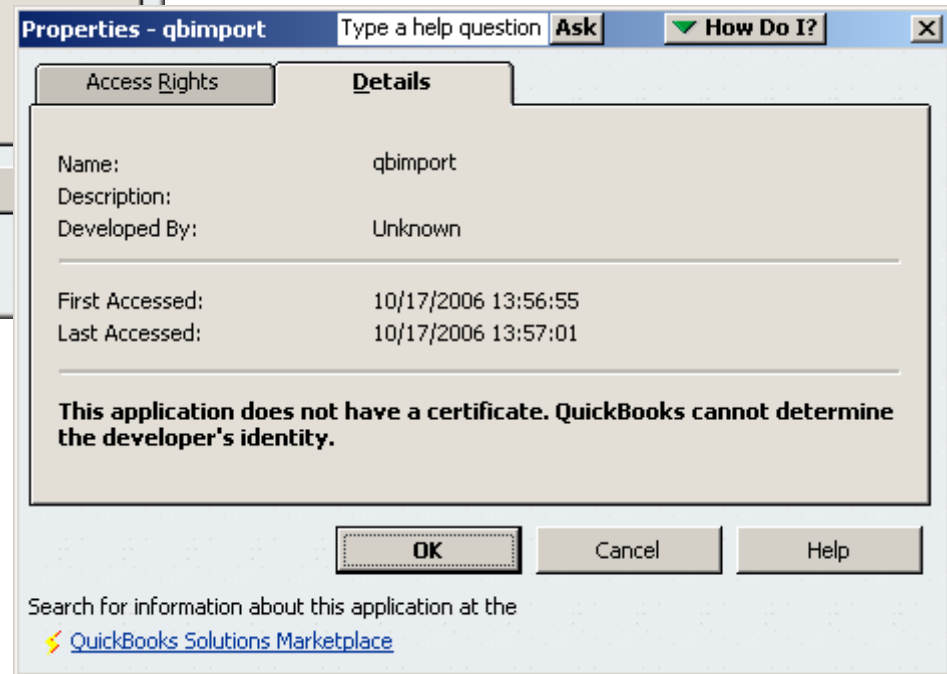 Properties - qbimport Type a help question Ask How Do I?
Access Rights Details
Name: qbimport
Description:
Developed By: Unknown
First Accessed: 10/17/2006 13:56:55
Last Accessed: 10/17/2006 13:57:01
This application does not have a certificate. QuickBooks cannot determine
the developer's identity.
OK Cancel Help
Search for information about this application at the
QuickBooks Solutions Marketplace